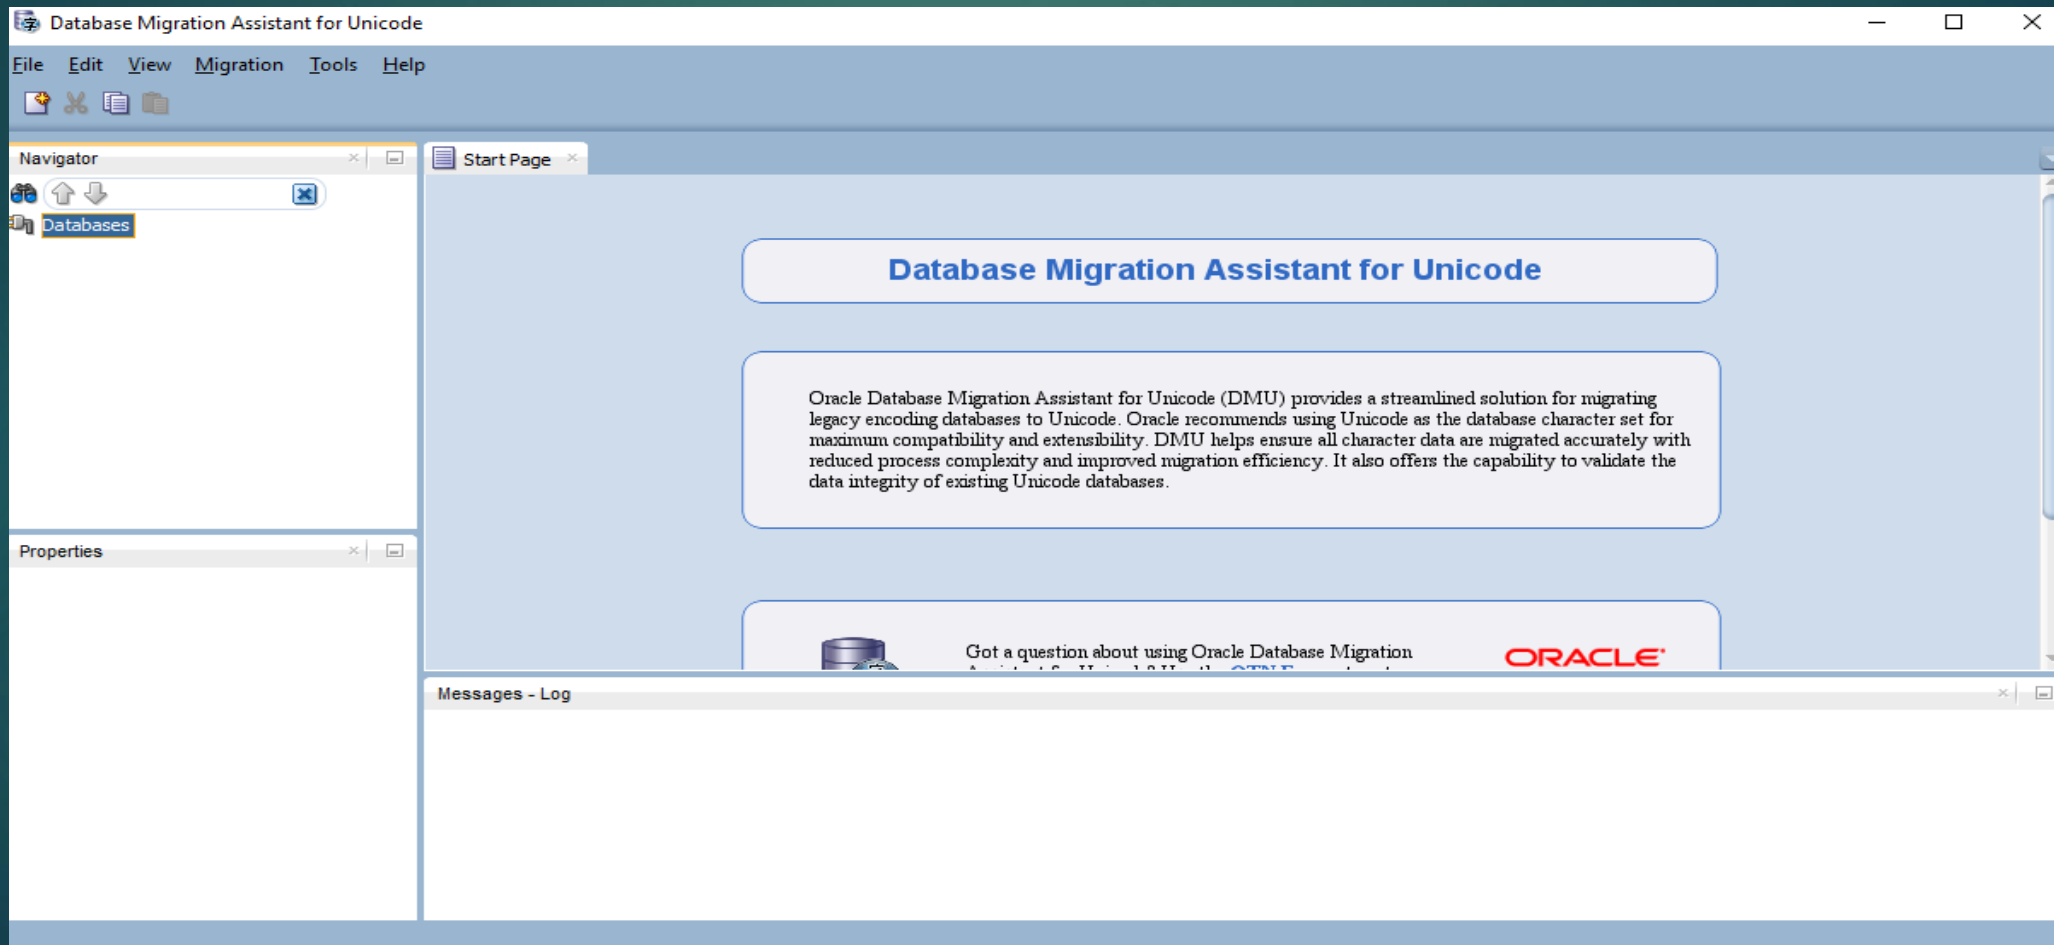 Database Migration Assistant for Unicode
File Edit View Migration Tools Help
Navigator
Start Page
Databases
Database Migration Assistant for Unicode
Oracle Database Migration Assistant for Unicode (DMU) provides a streamlined solution for migrating
legacy encoding databases to Unicode. Oracle recommends using Unicode as the database character set for
maximum compatibility and extensibility. DMU helps ensure all character data are migrated accurately with
reduced process complexity and improved migration efficiency. It also offers the capability to validate the
data integrity of existing Unicode databases.
Properties
Got a question about using Oracle Database Migration
ORACLE
Messages - Log